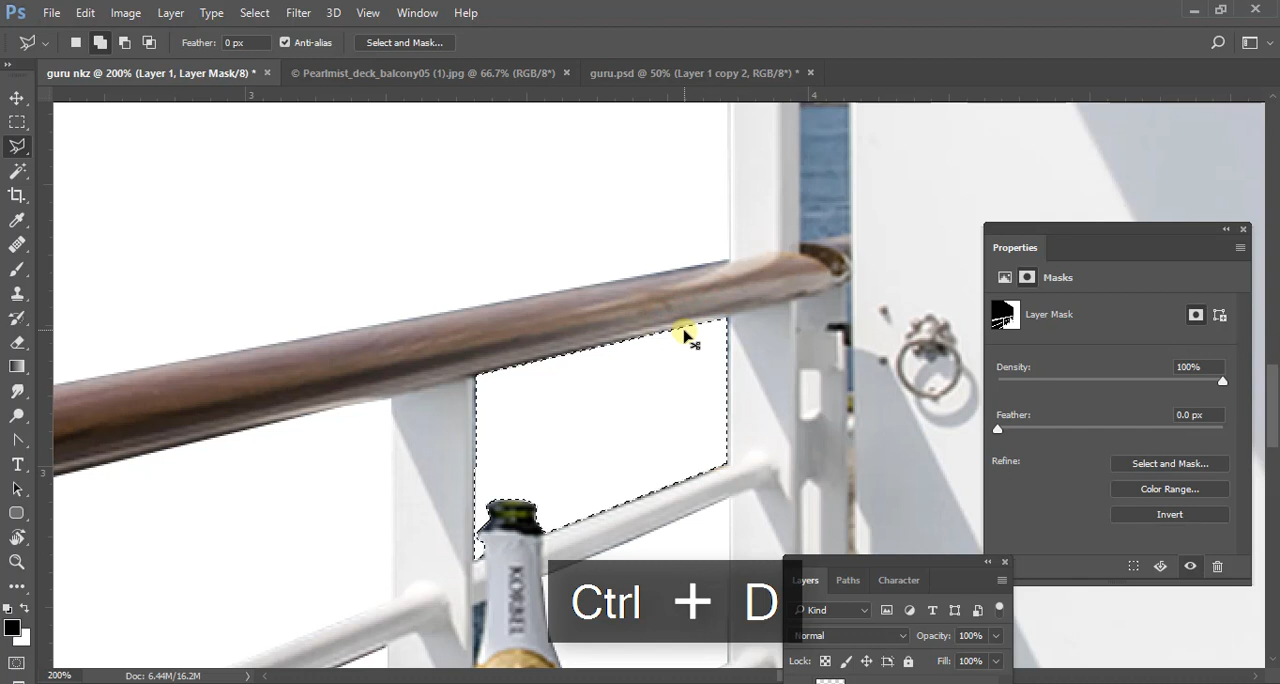 Ps File Edit Image Layer Type Select Filter 3D View Window Help
Feather: 0 px Anti-alias Select and Mask...
guru nkz @ 200% (Layer 1, Layer Mask/8) * × © Pearlmist_deck_balcony05 (1).jpg @ 66.7% (RGB/8*) × guru.psd @ 50% (Layer 1 copy 2, RGB/8*) * ×
3 4
Properties
Masks
Layer Mask
Density: 100%
Feather: 0.0 px
3
Refine: Select and Mask...
Color Range...
Invert
KORBEL
Ctrl + D
Layers Paths Character
Kind
Normal Opacity: 100%
Lock: Fill: 100%
200% Doc: 6.44M/16.2M